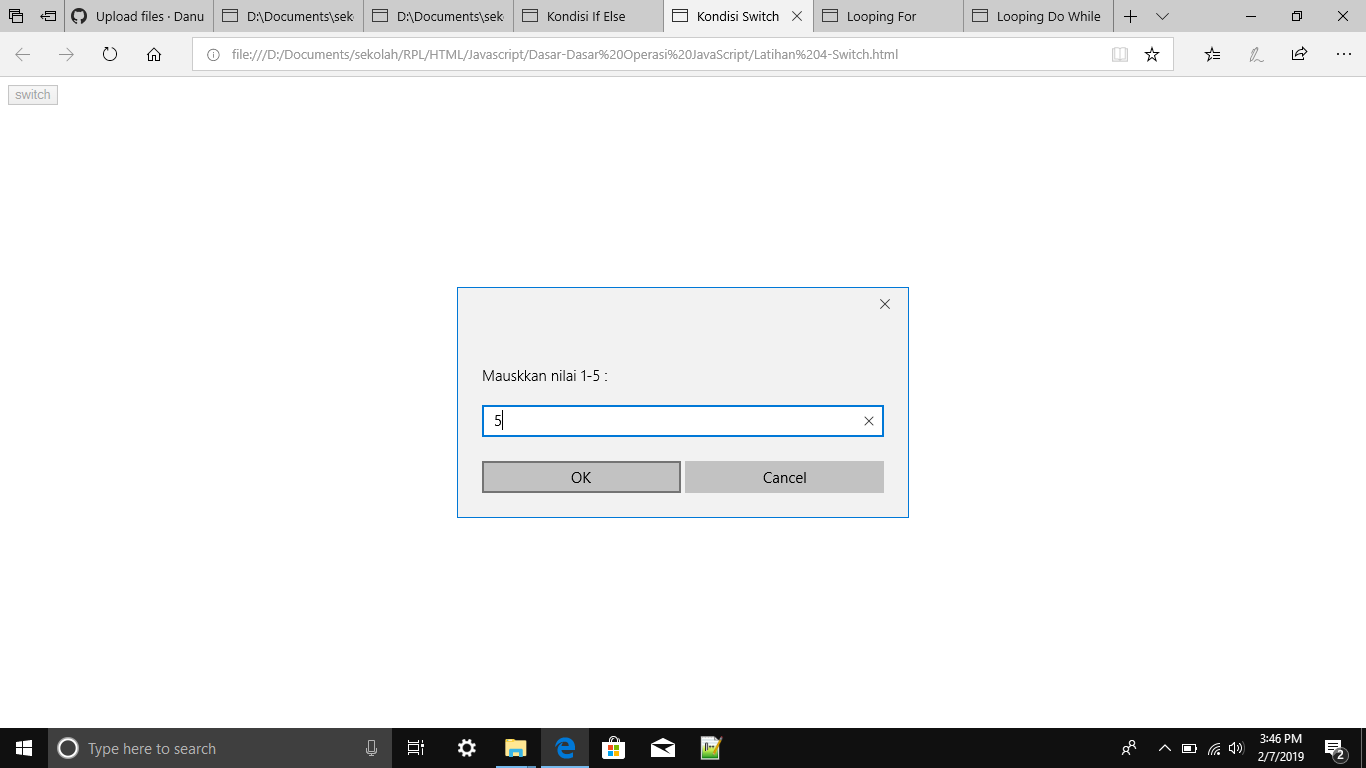 Upload files · Danu
D:\Documents\sek
D:\Documents\sek
Kondisi If Else
Kondisi Switch
Looping For
Looping Do While
file:///D:/Documents/sekolah/RPL/HTML/Javascript/Dasar-Dasar%20Operasi%20JavaScript/Latihan%204-Switch.html
switch
Mauskkan nilai 1-5 :
5
OK
Cancel
Type here to search
3:46 PM
2/7/2019
2